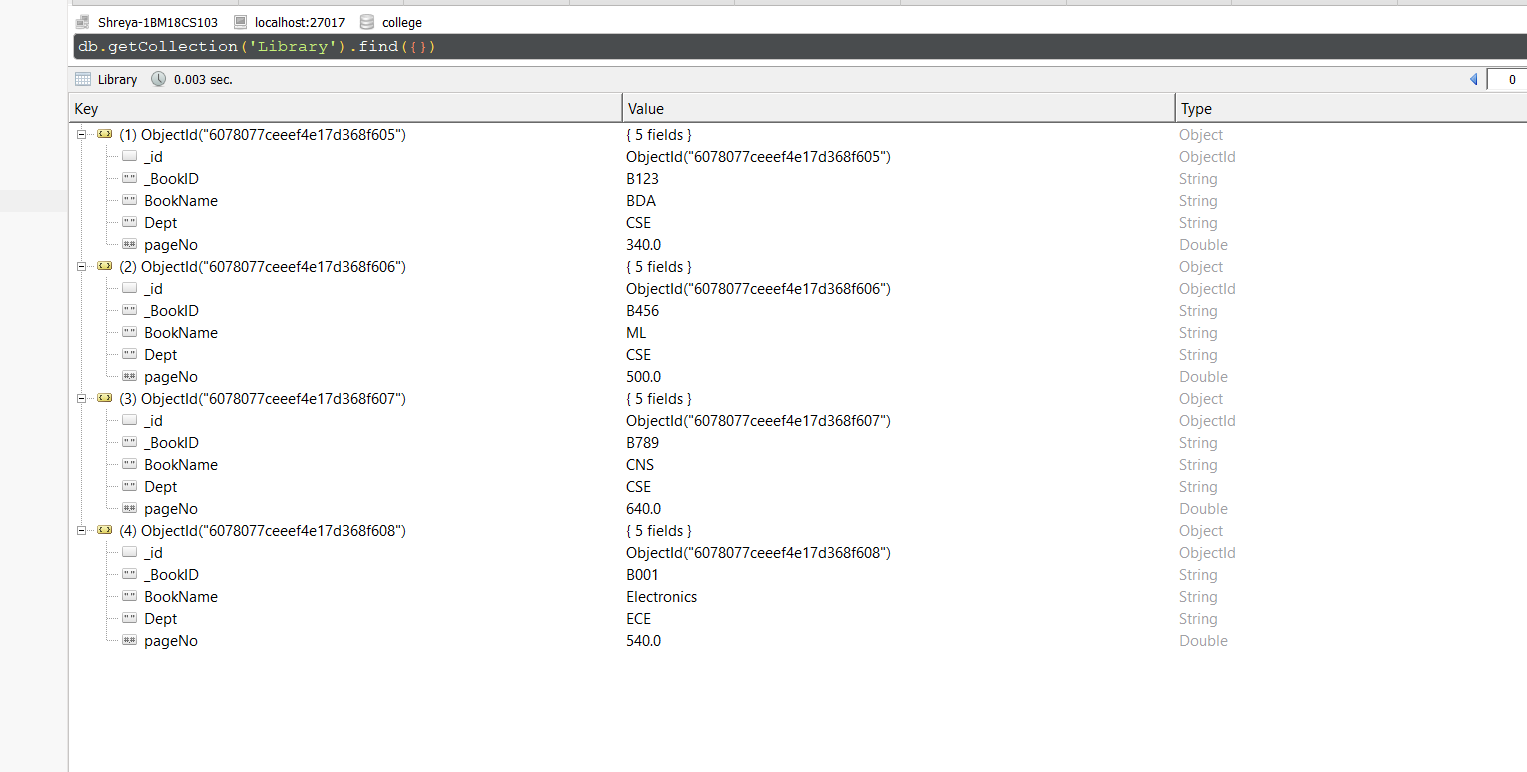 Shreya-1BM18CS103 localhost:27017 college
db.getCollection('Library').find({})
Library 0.003 sec. 0
Key Value Type
(1) ObjectId("6078077ceeef4e17d368f605") { 5 fields } Object
_id ObjectId("6078077ceeef4e17d368f605") ObjectId
_BookID B123 String
BookName BDA String
Dept CSE String
pageNo 340.0 Double
(2) ObjectId("6078077ceeef4e17d368f606") { 5 fields } Object
_id ObjectId("6078077ceeef4e17d368f606") ObjectId
_BookID B456 String
BookName ML String
Dept CSE String
pageNo 500.0 Double
(3) ObjectId("6078077ceeef4e17d368f607") { 5 fields } Object
_id ObjectId("6078077ceeef4e17d368f607") ObjectId
_BookID B789 String
BookName CNS String
Dept CSE String
pageNo 640.0 Double
(4) ObjectId("6078077ceeef4e17d368f608") { 5 fields } Object
_id ObjectId("6078077ceeef4e17d368f608") ObjectId
_BookID B001 String
BookName Electronics String
Dept ECE String
pageNo 540.0 Double